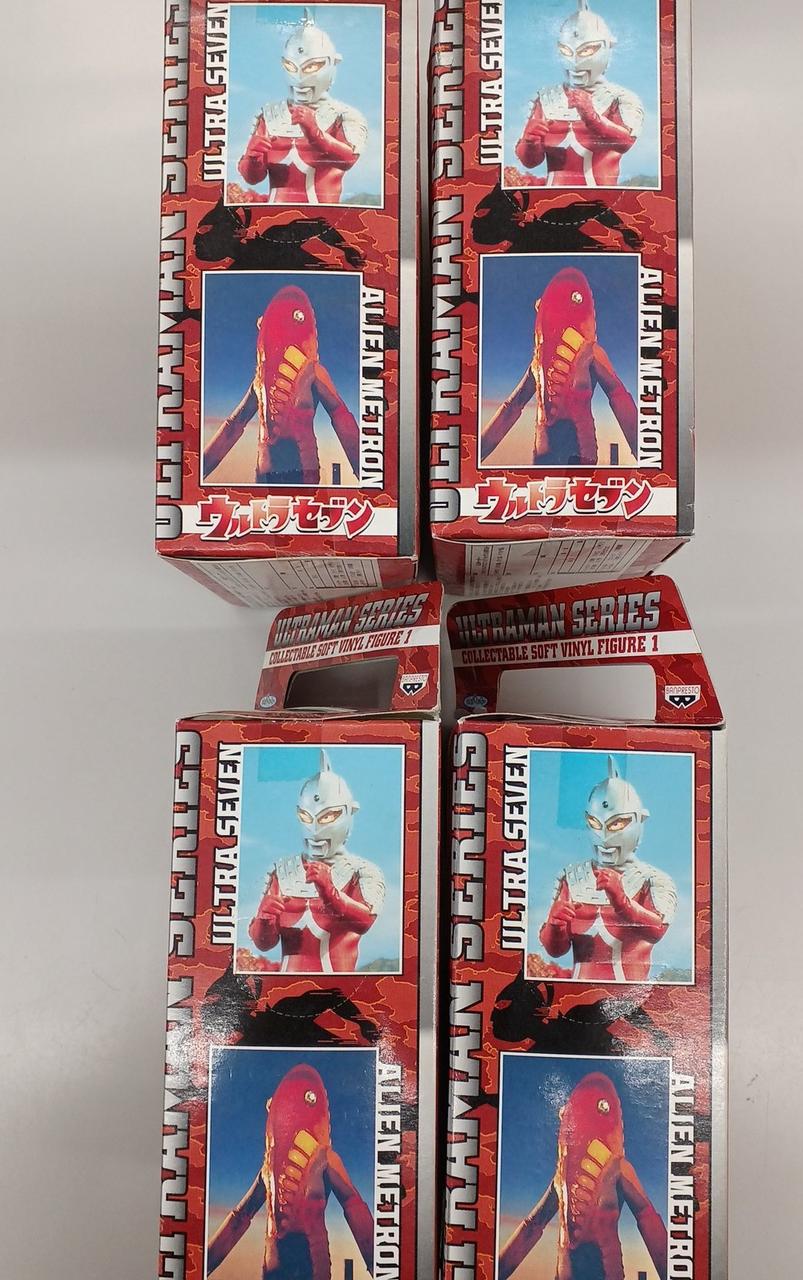 ULTRAMAN SERIES
ULTRA SEVEN
ALIEN METRON
ウルトラセブン
ULTRAMAN SERIES
ULTRA SEVEN
ALIEN METRON
ウルトラセブン
ULTRAMAN SERIES
COLLECTABLE SOFT VINYL FIGURE 1
BANPRESTO
ULTRAMAN SERIES
COLLECTABLE SOFT VINYL FIGURE 1
BANPRESTO
ULTRAMAN SERIES
ULTRA SEVEN
ALIEN METRON
ULTRAMAN SERIES
ULTRA SEVEN
ALIEN METRON